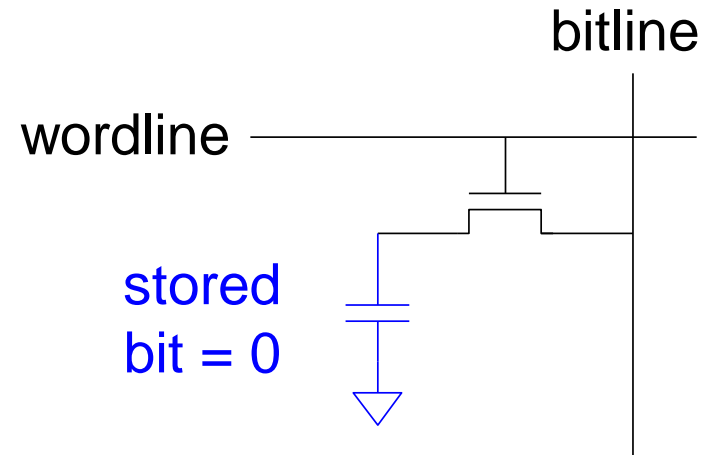 bitline
wordline
stored
bit = 0